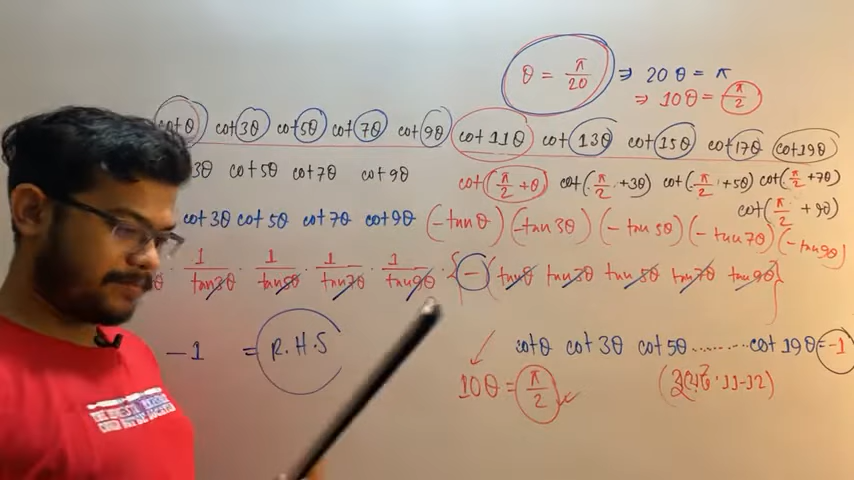 θ = π/20 ⇒ 20θ = π
⇒ 10θ = π/2
cotθ cot3θ cot5θ cot7θ cot9θ cot11θ cot13θ cot15θ cot17θ cot19θ
3θ cot5θ cot7θ cot9θ cot(π/2+θ) cot(π/2+3θ) cot(π/2+5θ) cot(π/2+7θ)
cot(π/2+9θ)
cot3θ cot5θ cot7θ cot9θ (-tanθ)(-tan3θ)(-tan5θ)(-tan7θ)(-tan9θ)
θ · 1/tan3θ · 1/tan5θ · 1/tan7θ · 1/tan9θ · {-(tanθ tan3θ tan5θ tan7θ tan9θ)}
-1 = R.H.S
cotθ cot3θ cot5θ........cot19θ=-1
10θ = π/2